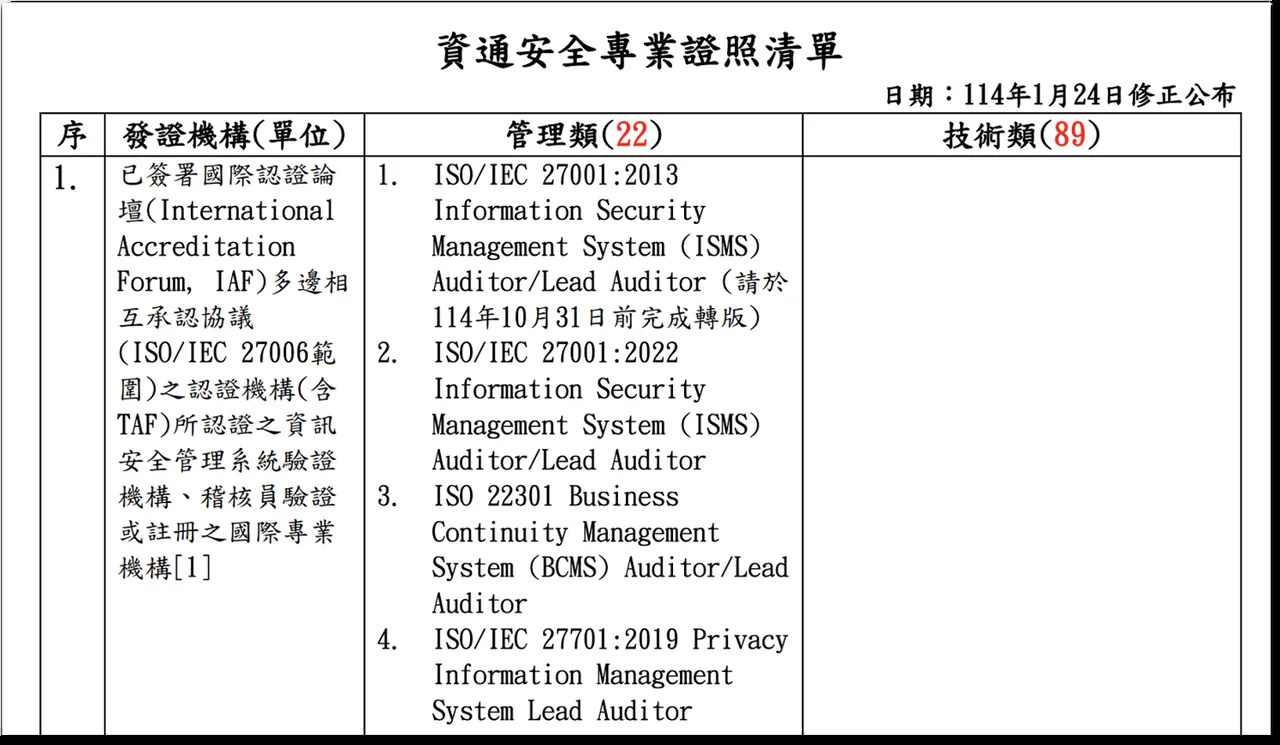 資通安全專業證照清單
日期：114年1月24日修正公布
序 發證機構(單位) 管理類(22) 技術類(89)
1.
已簽署國際認證論
壇(International
Accreditation
Forum, IAF)多邊相
互承認協議
(ISO/IEC 27006範
圍)之認證機構(含
TAF)所認證之資訊
安全管理系統驗證
機構、稽核員驗證
或註冊之國際專業
機構[1]
1. ISO/IEC 27001:2013
Information Security
Management System (ISMS)
Auditor/Lead Auditor (請於
114年10月31日前完成轉版)
2. ISO/IEC 27001:2022
Information Security
Management System (ISMS)
Auditor/Lead Auditor
3. ISO 22301 Business
Continuity Management
System (BCMS) Auditor/Lead
Auditor
4. ISO/IEC 27701:2019 Privacy
Information Management
System Lead Auditor